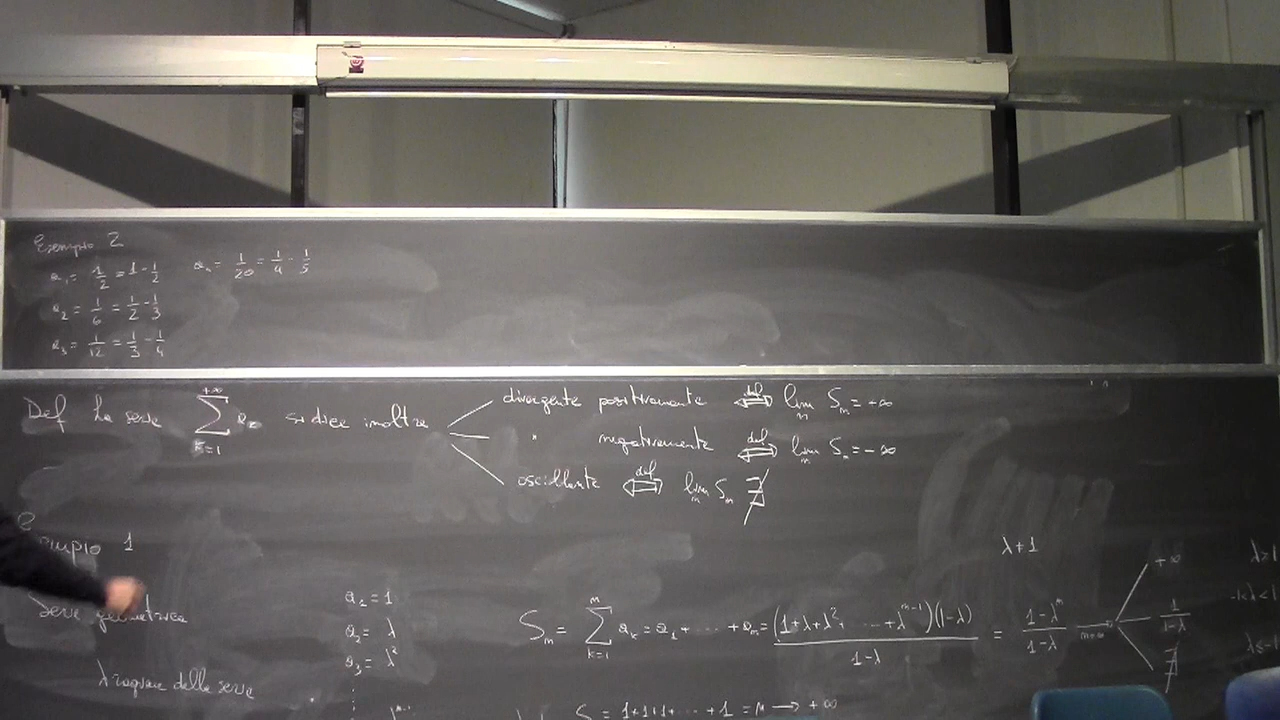 Esempio 2
a₁ = 1/2 = 1 - 1/2   a₄ = 1/20 = 1/4 - 1/5
a₂ = 1/6 = 1/2 - 1/3
a₃ = 1/12 = 1/3 - 1/4
Def La serie ∑_{k=1}^{+∞} a_k si dice inoltre
divergente positivamente ⟺(def) lim_n S_n = +∞
" negativamente ⟺(def) lim_n S_n = -∞
oscillante ⟺(def) lim_n S_n ∄
Esempio 1
λ ≠ 1
Serie geometrica
a₁ = 1
a₂ = λ
a₃ = λ²
⋮
S_n = ∑_{k=1}^{n} a_k = a₁ + ⋯ + a_n = (1+λ+λ²+ ⋯ +λ^{n-1})(1-λ) / (1-λ) = (1-λ^n)/(1-λ) →(n→∞)
+∞ λ>1
1/(1-λ) -1<λ<1
∄ λ≤-1
λ ragione della serie
= 1+1+1+ ⋯ +1 = n → +∞